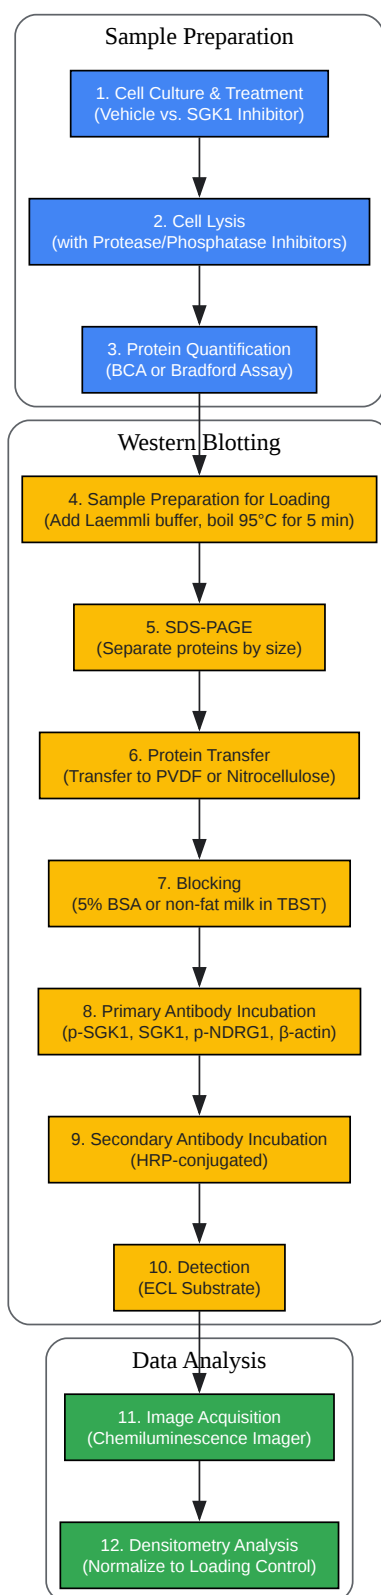 Sample Preparation
1. Cell Culture & Treatment
(Vehicle vs. SGK1 Inhibitor)
2. Cell Lysis
(with Protease/Phosphatase Inhibitors)
3. Protein Quantification
(BCA or Bradford Assay)
Western Blotting
4. Sample Preparation for Loading
(Add Laemmli buffer, boil 95°C for 5 min)
5. SDS-PAGE
(Separate proteins by size)
6. Protein Transfer
(Transfer to PVDF or Nitrocellulose)
7. Blocking
(5% BSA or non-fat milk in TBST)
8. Primary Antibody Incubation
(p-SGK1, SGK1, p-NDRG1, β-actin)
9. Secondary Antibody Incubation
(HRP-conjugated)
10. Detection
(ECL Substrate)
Data Analysis
11. Image Acquisition
(Chemiluminescence Imager)
12. Densitometry Analysis
(Normalize to Loading Control)